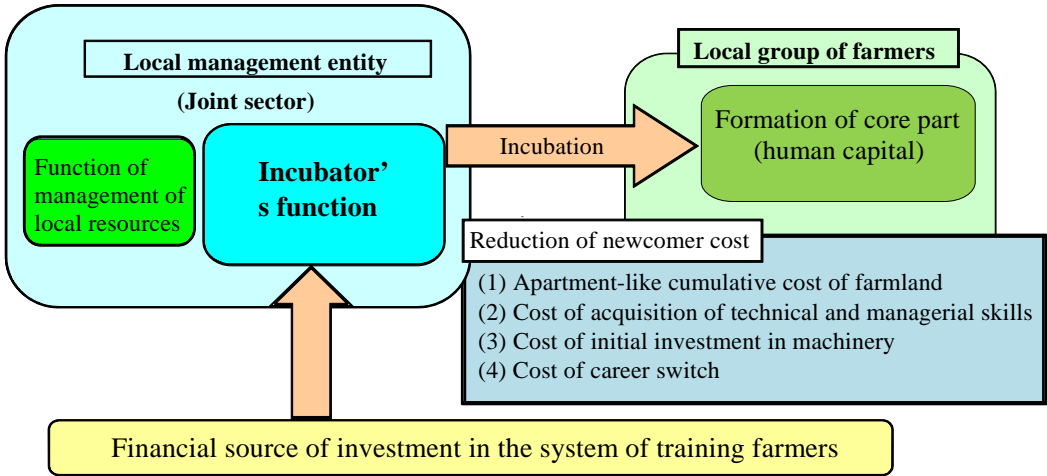 Local management entity
(Joint sector)
Function of
management of
local resources
Incubator’
s function
Incubation
Local group of farmers
Formation of core part
(human capital)
Reduction of newcomer cost
(1) Apartment-like cumulative cost of farmland
(2) Cost of acquisition of technical and managerial skills
(3) Cost of initial investment in machinery
(4) Cost of career switch
Financial source of investment in the system of training farmers